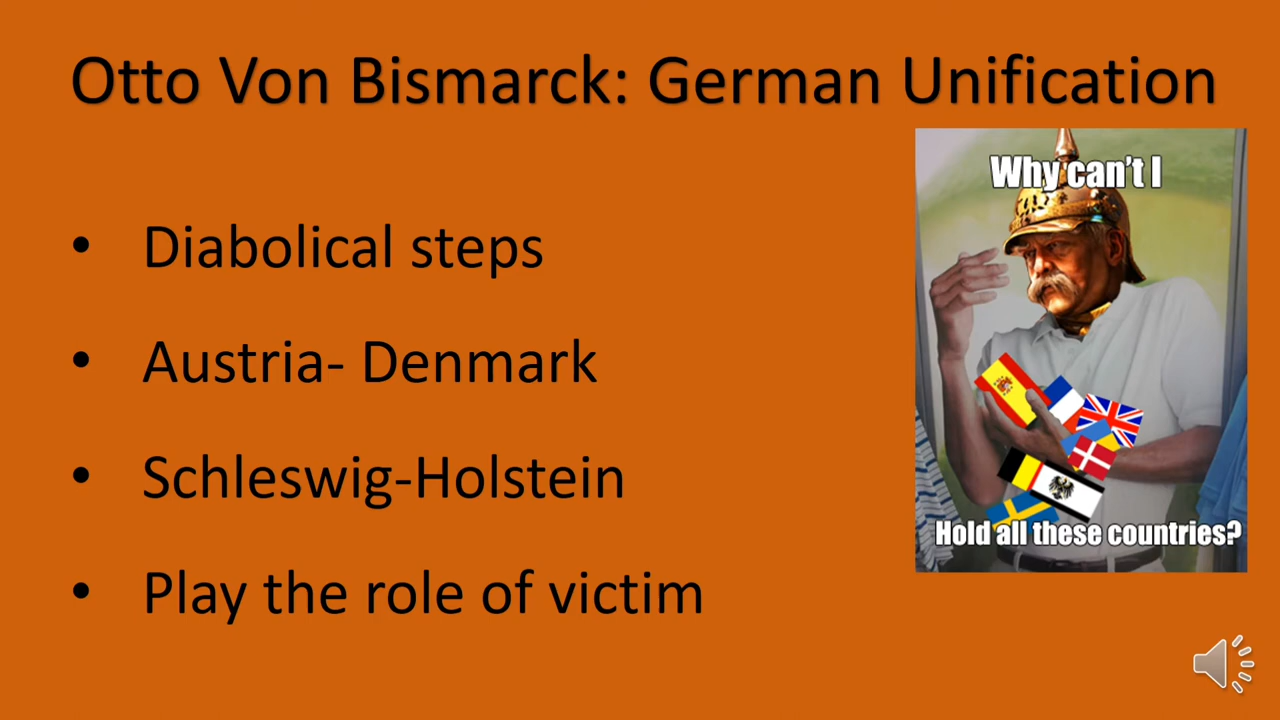 Otto Von Bismarck: German Unification
Why can't I
• Diabolical steps
• Austria- Denmark
• Schleswig-Holstein
Hold all these countries?
• Play the role of victim